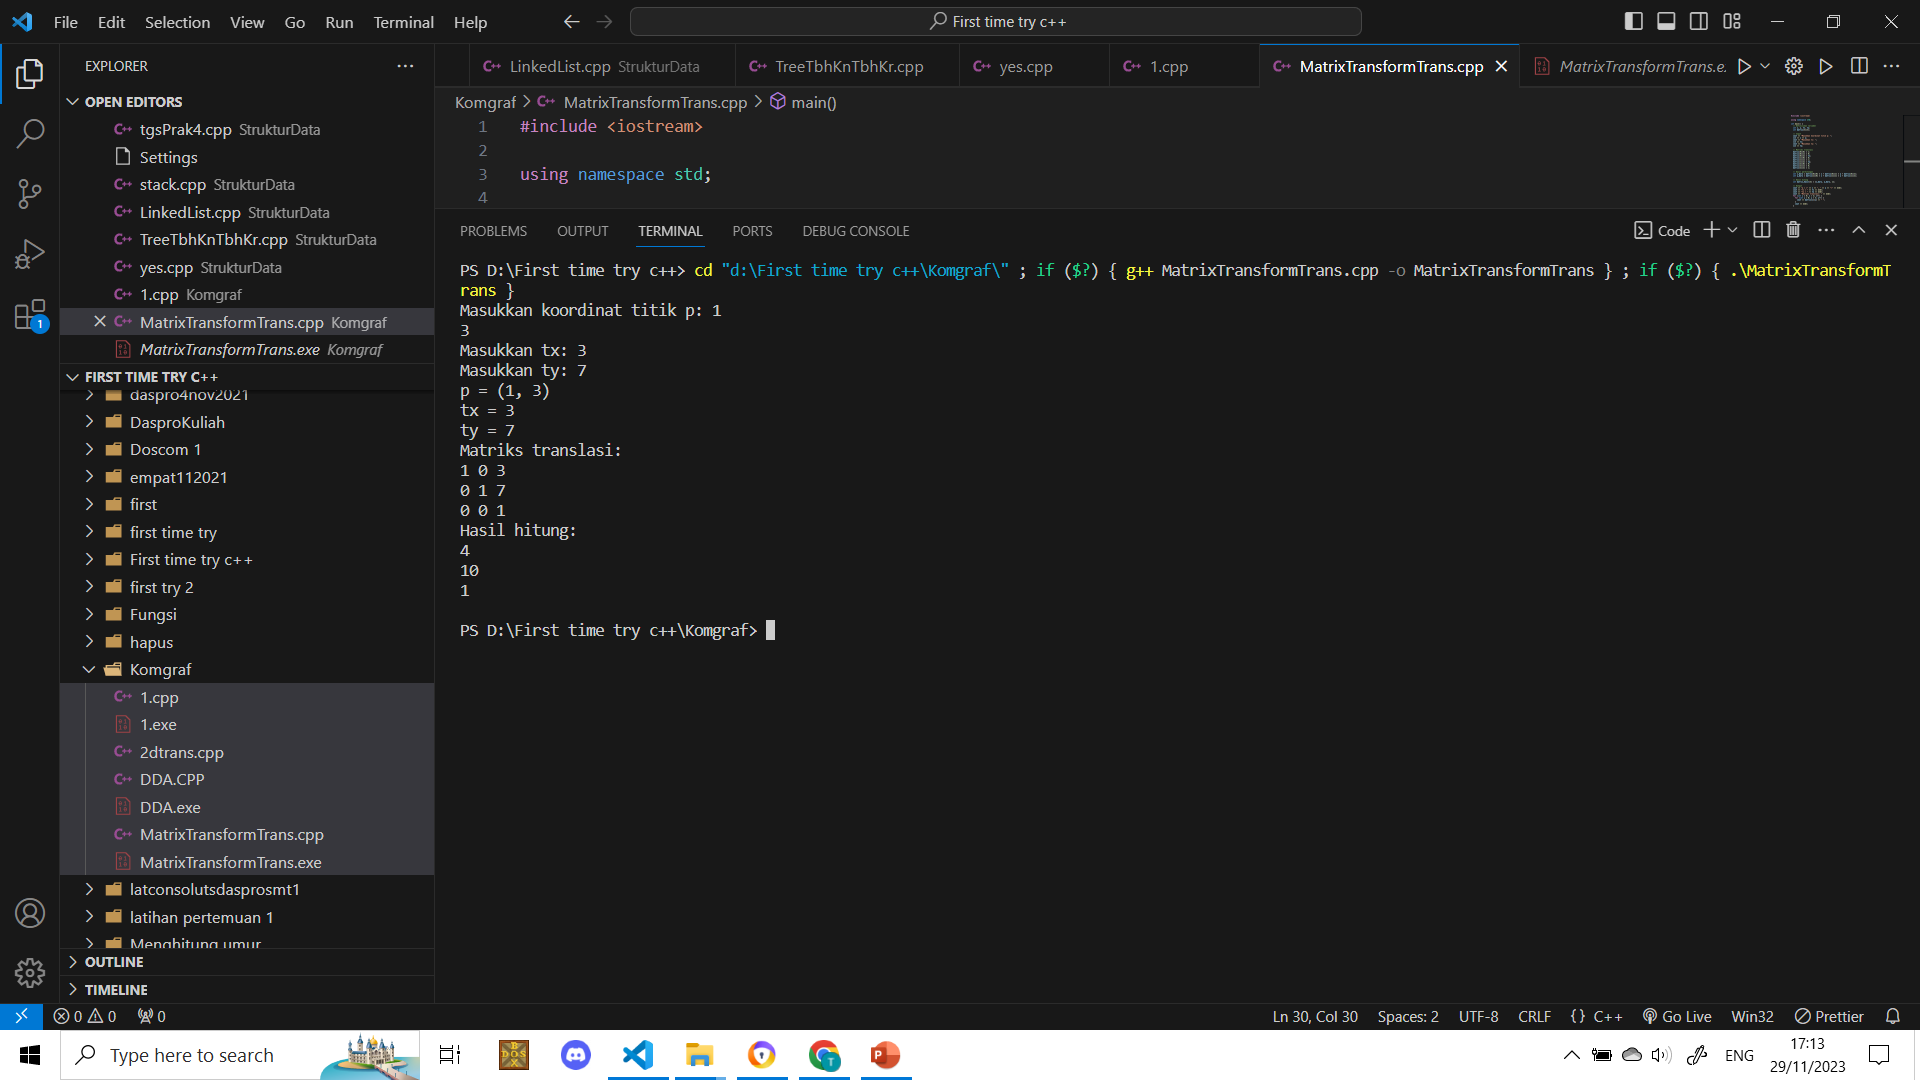 File Edit Selection View Go Run Terminal Help
First time try c++
EXPLORER
OPEN EDITORS
tgsPrak4.cpp StrukturData
Settings
stack.cpp StrukturData
LinkedList.cpp StrukturData
TreeTbhKnTbhKr.cpp StrukturData
yes.cpp StrukturData
1.cpp Komgraf
MatrixTransformTrans.cpp Komgraf
MatrixTransformTrans.exe Komgraf
FIRST TIME TRY C++
daspro4nov2021
DasproKuliah
Doscom 1
empat112021
first
first time try
First time try c++
first try 2
Fungsi
hapus
Komgraf
1.cpp
1.exe
2dtrans.cpp
DDA.CPP
DDA.exe
MatrixTransformTrans.cpp
MatrixTransformTrans.exe
latconsolutsdasprosmt1
latihan pertemuan 1
Menghitung umur
OUTLINE
TIMELINE
LinkedList.cpp StrukturData
TreeTbhKnTbhKr.cpp
yes.cpp
1.cpp
MatrixTransformTrans.cpp
MatrixTransformTrans.e
Komgraf > MatrixTransformTrans.cpp > main()
1 #include <iostream>
2
3 using namespace std;
4
PROBLEMS OUTPUT TERMINAL PORTS DEBUG CONSOLE
Code
PS D:\First time try c++> cd "d:\First time try c++\Komgraf\" ; if ($?) { g++ MatrixTransformTrans.cpp -o MatrixTransformTrans } ; if ($?) { .\MatrixTransformT
rans }
Masukkan koordinat titik p: 1
3
Masukkan tx: 3
Masukkan ty: 7
p = (1, 3)
tx = 3
ty = 7
Matriks translasi:
1 0 3
0 1 7
0 0 1
Hasil hitung:
4
10
1
PS D:\First time try c++\Komgraf>
0 0 0
Ln 30, Col 30 Spaces: 2 UTF-8 CRLF {} C++ Go Live Win32 Prettier
Type here to search
ENG
17:13
29/11/2023